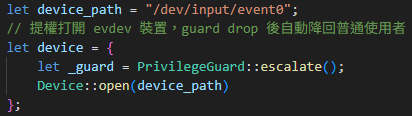 let device_path = "/dev/input/event0";
// 提權打開 evdev 裝置，guard drop 後自動降回普通使用者
let device = {
    let _guard = PrivilegeGuard::escalate();
    Device::open(device_path)
};